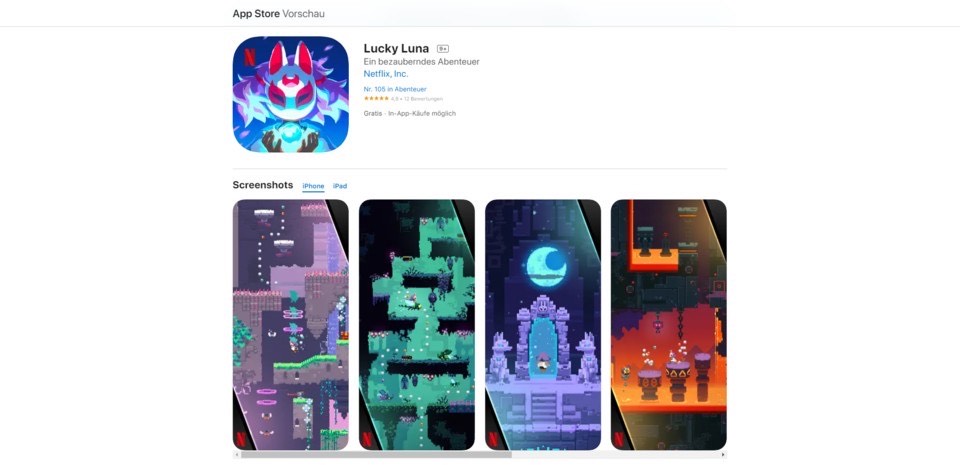 App Store Vorschau
Lucky Luna 9+
Ein bezauberndes Abenteuer
Netflix, Inc.
Nr. 105 in Abenteuer
★★★★★ 4,9 • 12 Bewertungen
Gratis · In-App-Käufe möglich
Screenshots iPhone iPad